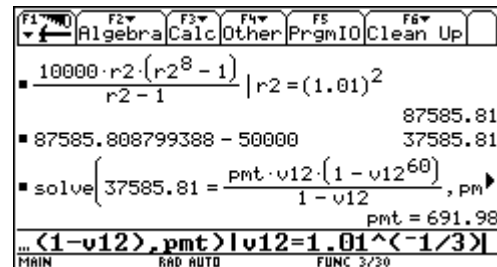 F1 F2 F3 F4 F5 F6
Algebra Calc Other PrgmIO Clean Up
10000·r2·(r2^8 − 1)
r2 − 1 | r2 = (1.01)^2
87585.81
87585.808799388 − 50000 37585.81
solve(37585.81 = pmt·v12·(1 − v12^60)
1 − v12 , pm
pmt = 691.98
…(1-v12),pmt)|v12=1.01^(-1/3)
MAIN RAD AUTO FUNC 3/30